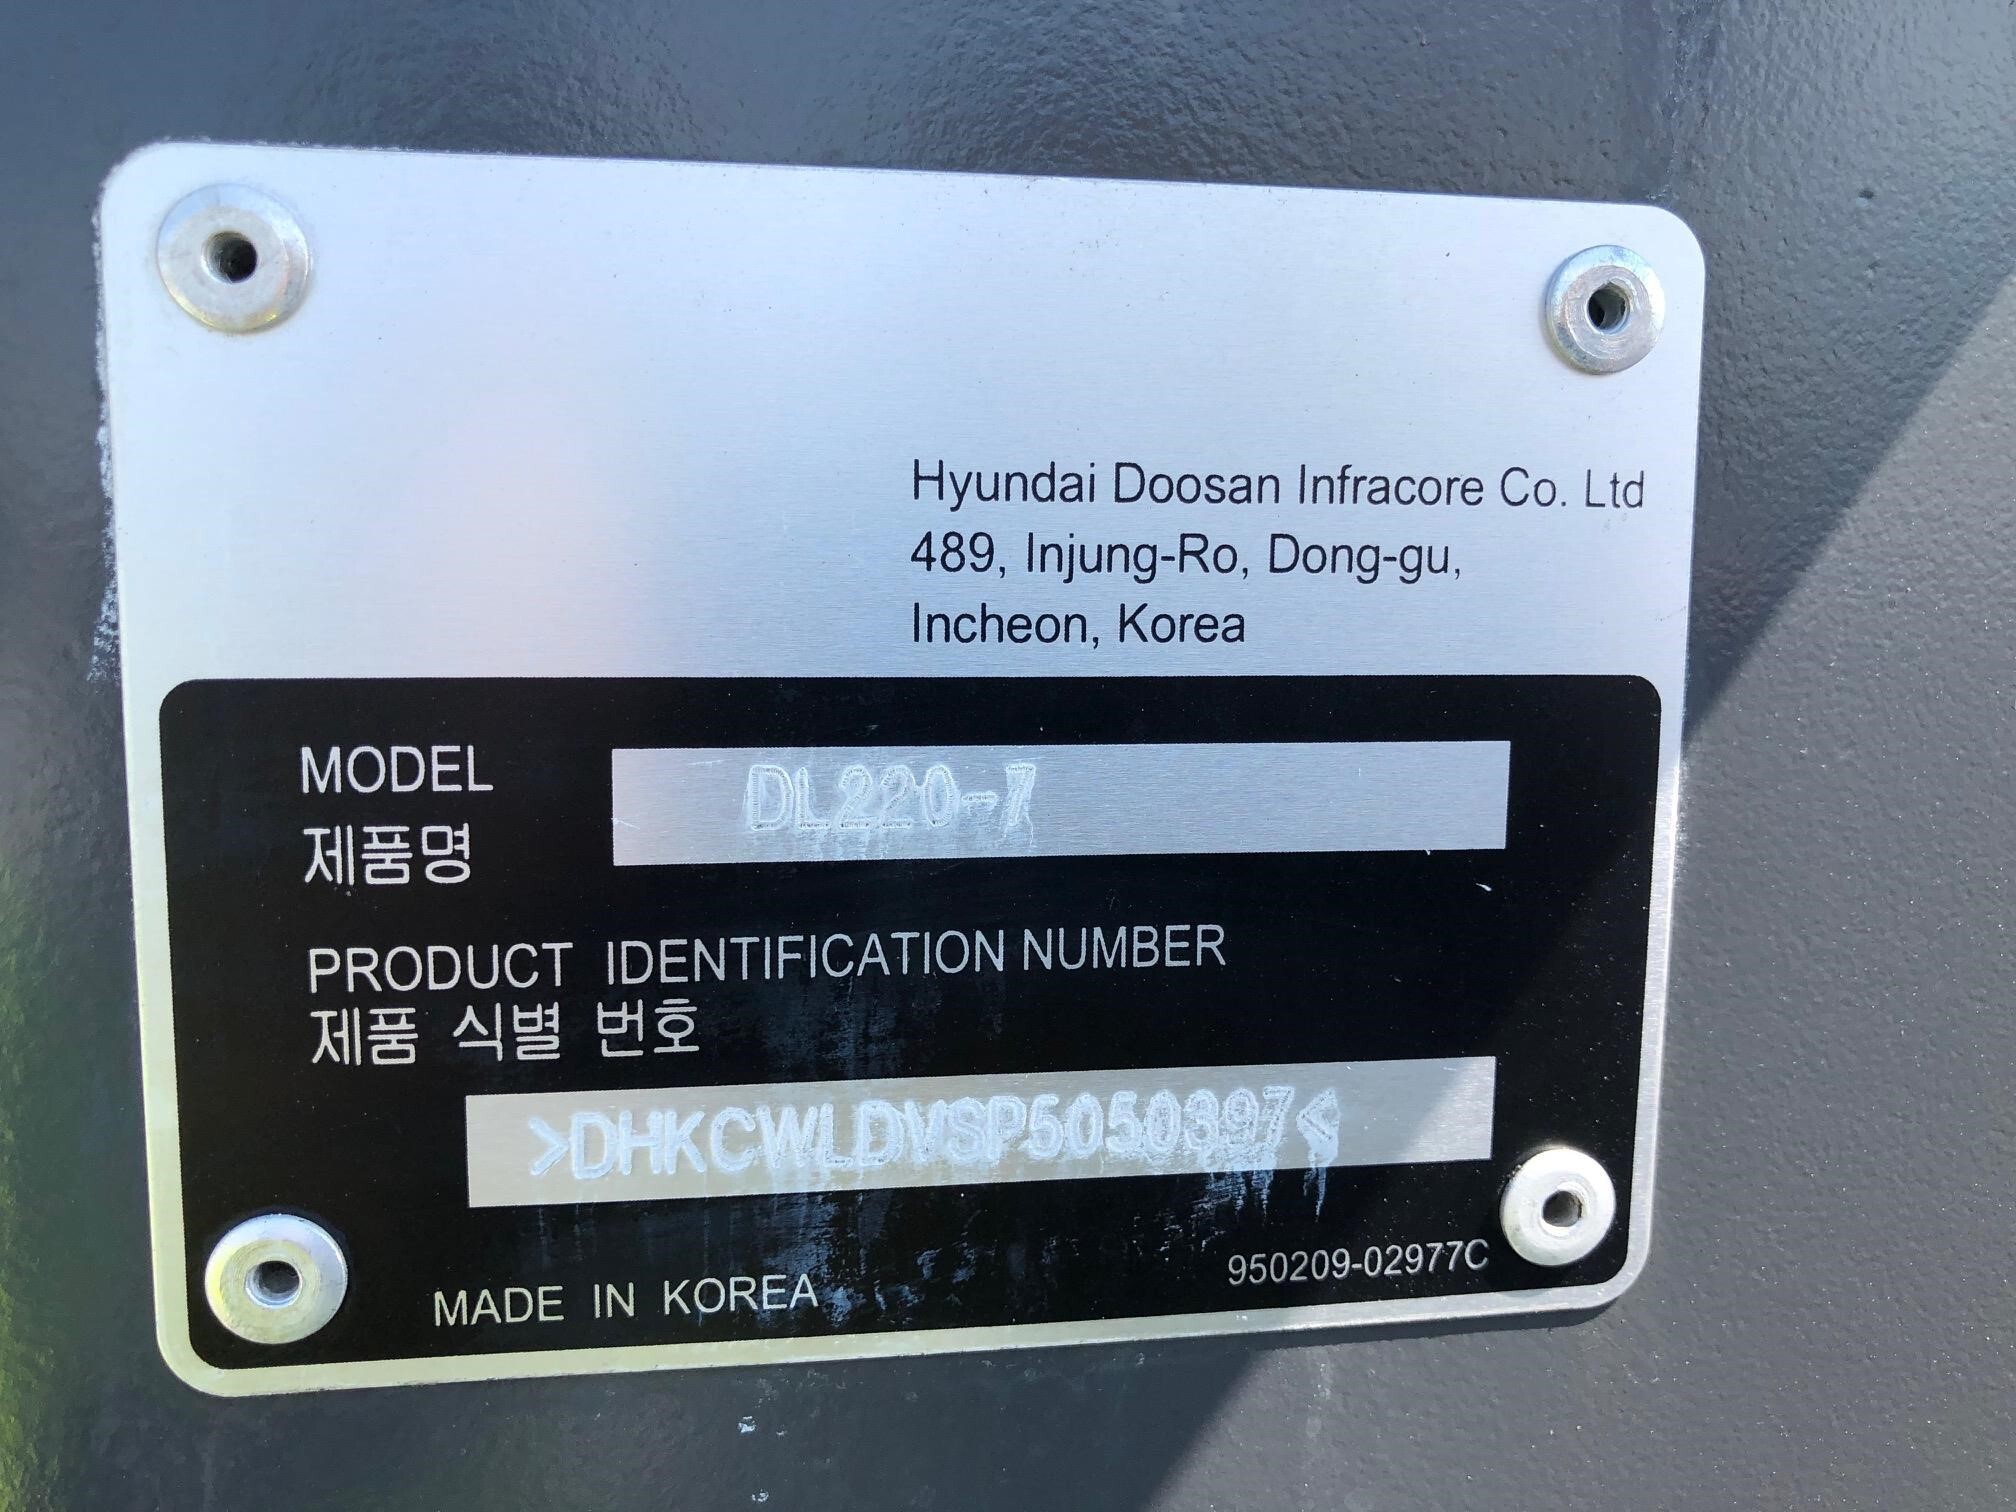 Hyundai Doosan Infracore Co. Ltd
489, Injung-Ro, Dong-gu,
Incheon, Korea
MODEL
제품명
DL220-7
PRODUCT IDENTIFICATION NUMBER
제품 식별 번호
>DHKCWLDVSP5050397<
MADE IN KOREA
950209-02977C